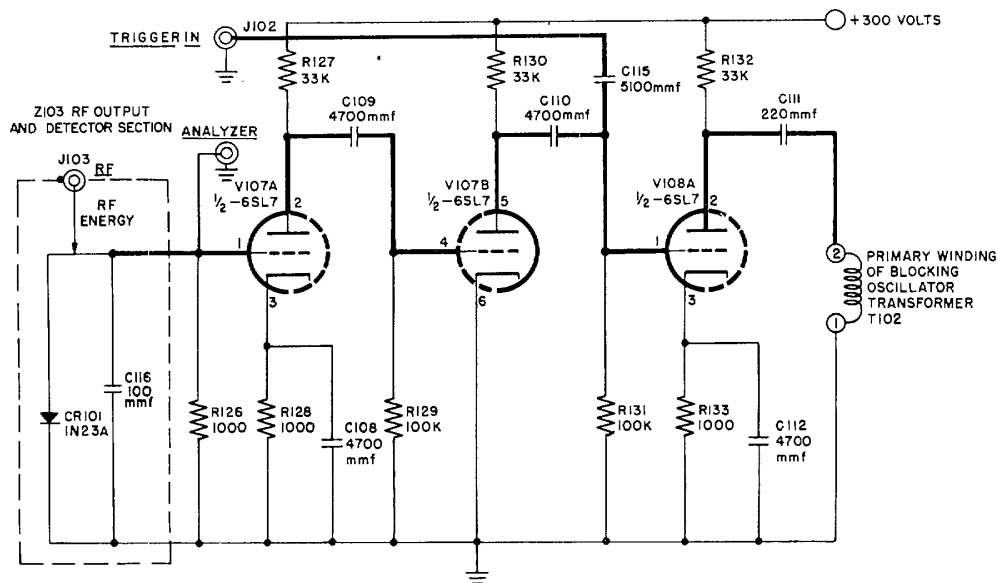 TRIGGER IN
J102
+300 VOLTS
R127
33K
R130
33K
C115
5100mmf
R132
33K
C109
4700mmf
C110
4700mmf
C111
220mmf
Z103 RF OUTPUT
AND DETECTOR SECTION
ANALYZER
J103
RF
RF
ENERGY
V107A
½-6SL7
2
1
3
V107B
½-6SL7
5
4
6
V108A
½-6SL7
2
1
3
2
PRIMARY WINDING
OF BLOCKING
OSCILLATOR
TRANSFORMER
T102
1
C116
100
mmf
CR101
1N23A
R126
1000
R128
1000
C108
4700
mmf
R129
100K
R131
100K
R133
1000
C112
4700
mmf